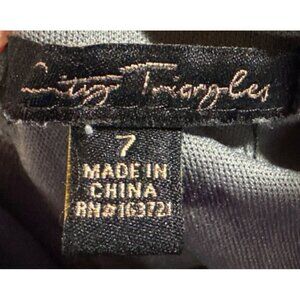 City Triangles
7
MADE IN
CHINA
RN#163721